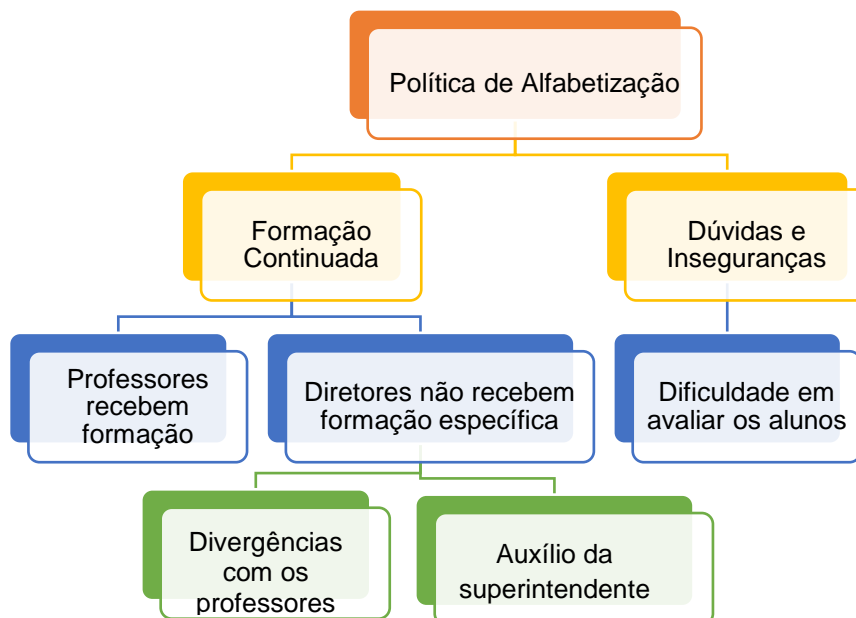 Política de Alfabetização
Formação
Continuada
Dúvidas e
Inseguranças
Professores
recebem
formação
Diretores não recebem
formação específica
Dificuldade em
avaliar os alunos
Divergências
com os
professores
Auxílio da
superintendente